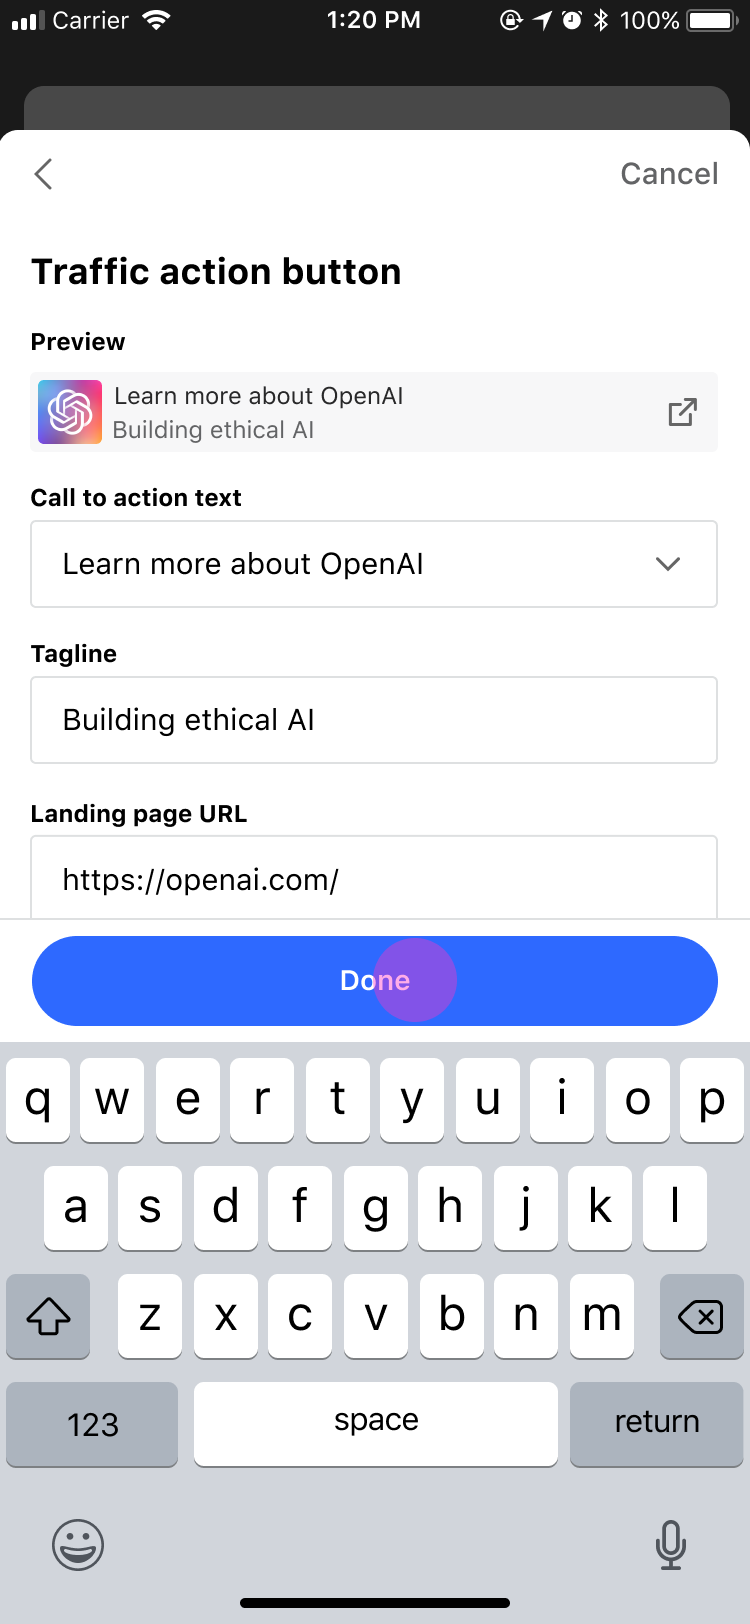 Carrier 1:20 PM 100%
Cancel
Traffic action button
Preview
Learn more about OpenAI
Building ethical AI
Call to action text
Learn more about OpenAI
Tagline
Building ethical AI
Landing page URL
https://openai.com/
Done
q w e r t y u i o p
a s d f g h j k l
z x c v b n m
123 space return